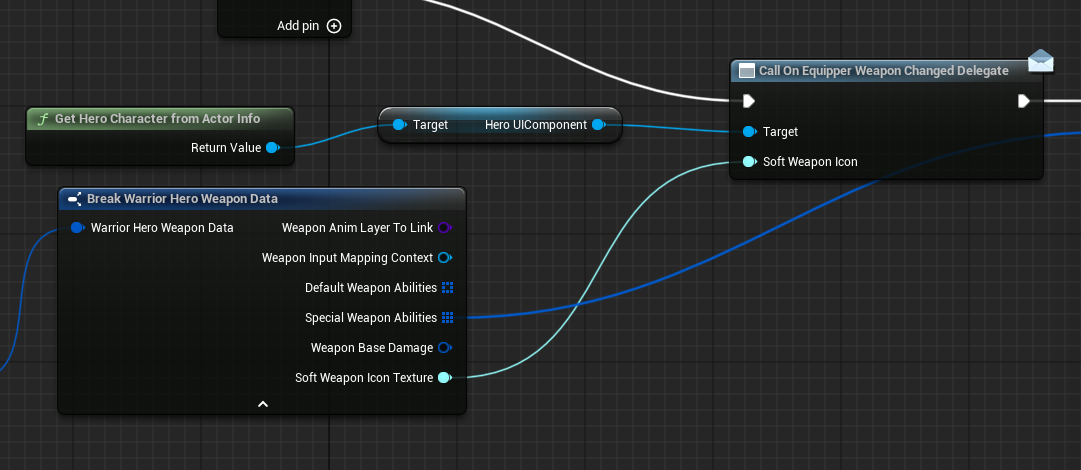 Add pin
Call On Equipper Weapon Changed Delegate
f Get Hero Character from Actor Info
Return Value
Target Hero UIComponent
Target
Soft Weapon Icon
Break Warrior Hero Weapon Data
Warrior Hero Weapon Data Weapon Anim Layer To Link
Weapon Input Mapping Context
Default Weapon Abilities
Special Weapon Abilities
Weapon Base Damage
Soft Weapon Icon Texture